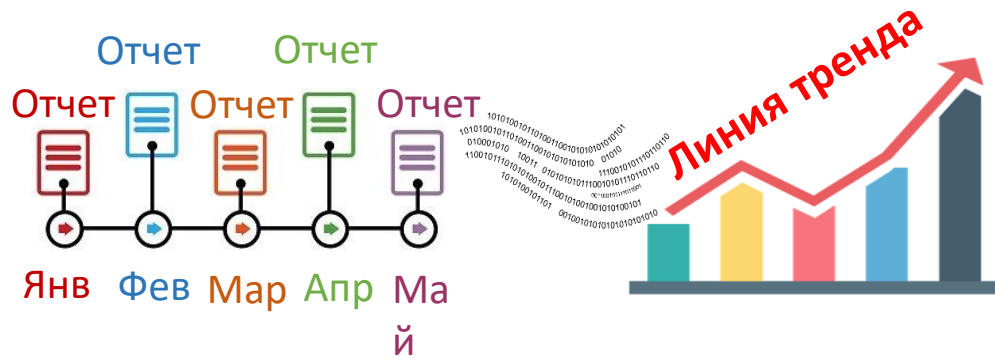 Отчет
Отчет
Отчет
Отчет
Отчет
Янв
Фев
Мар
Апр
Ма
й
Линия тренда